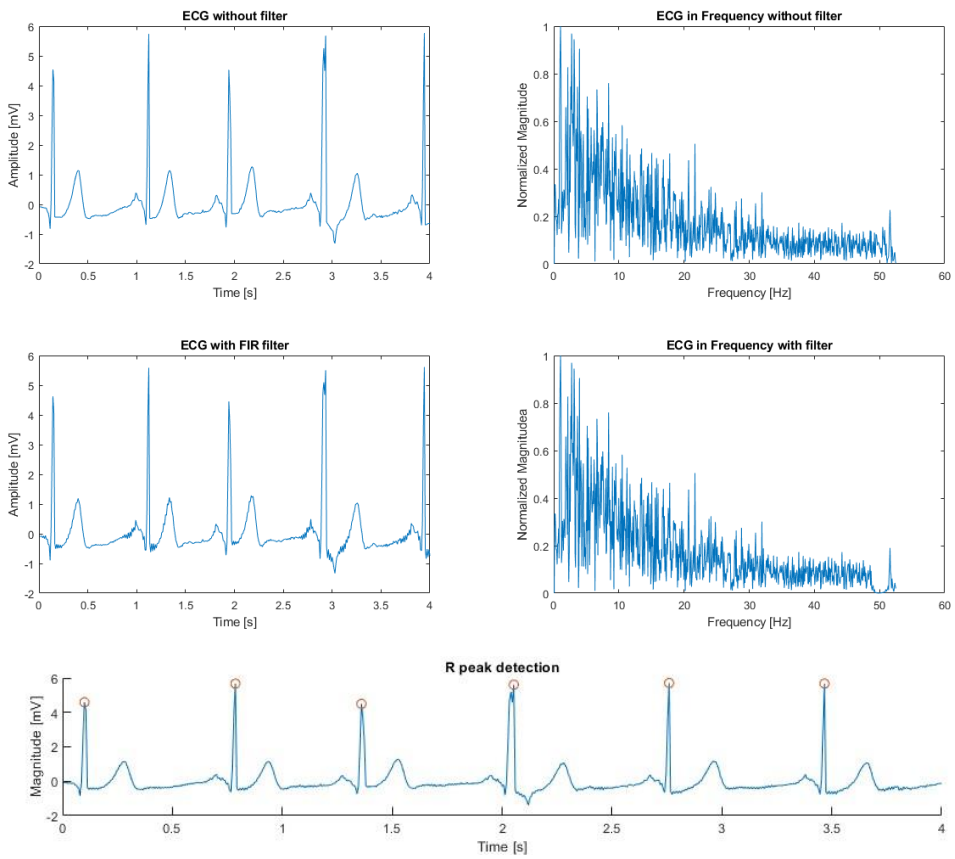 ECG without filter
6
5
4
3
2
1
0
-1
-2
Amplitude [mV]
0 0.5 1 1.5 2 2.5 3 3.5 4
Time [s]
ECG in Frequency without filter
1
0.8
0.6
0.4
0.2
0
Normalized Magnitude
0 10 20 30 40 50 60
Frequency [Hz]
ECG with FIR filter
6
5
4
3
2
1
0
-1
-2
Amplitude [mV]
0 0.5 1 1.5 2 2.5 3 3.5 4
Time [s]
ECG in Frequency with filter
1
0.8
0.6
0.4
0.2
0
Normalized Magnitudea
0 10 20 30 40 50 60
Frequency [Hz]
R peak detection
6
4
2
0
-2
Magnitude [mV]
0 0.5 1 1.5 2 2.5 3 3.5 4
Time [s]